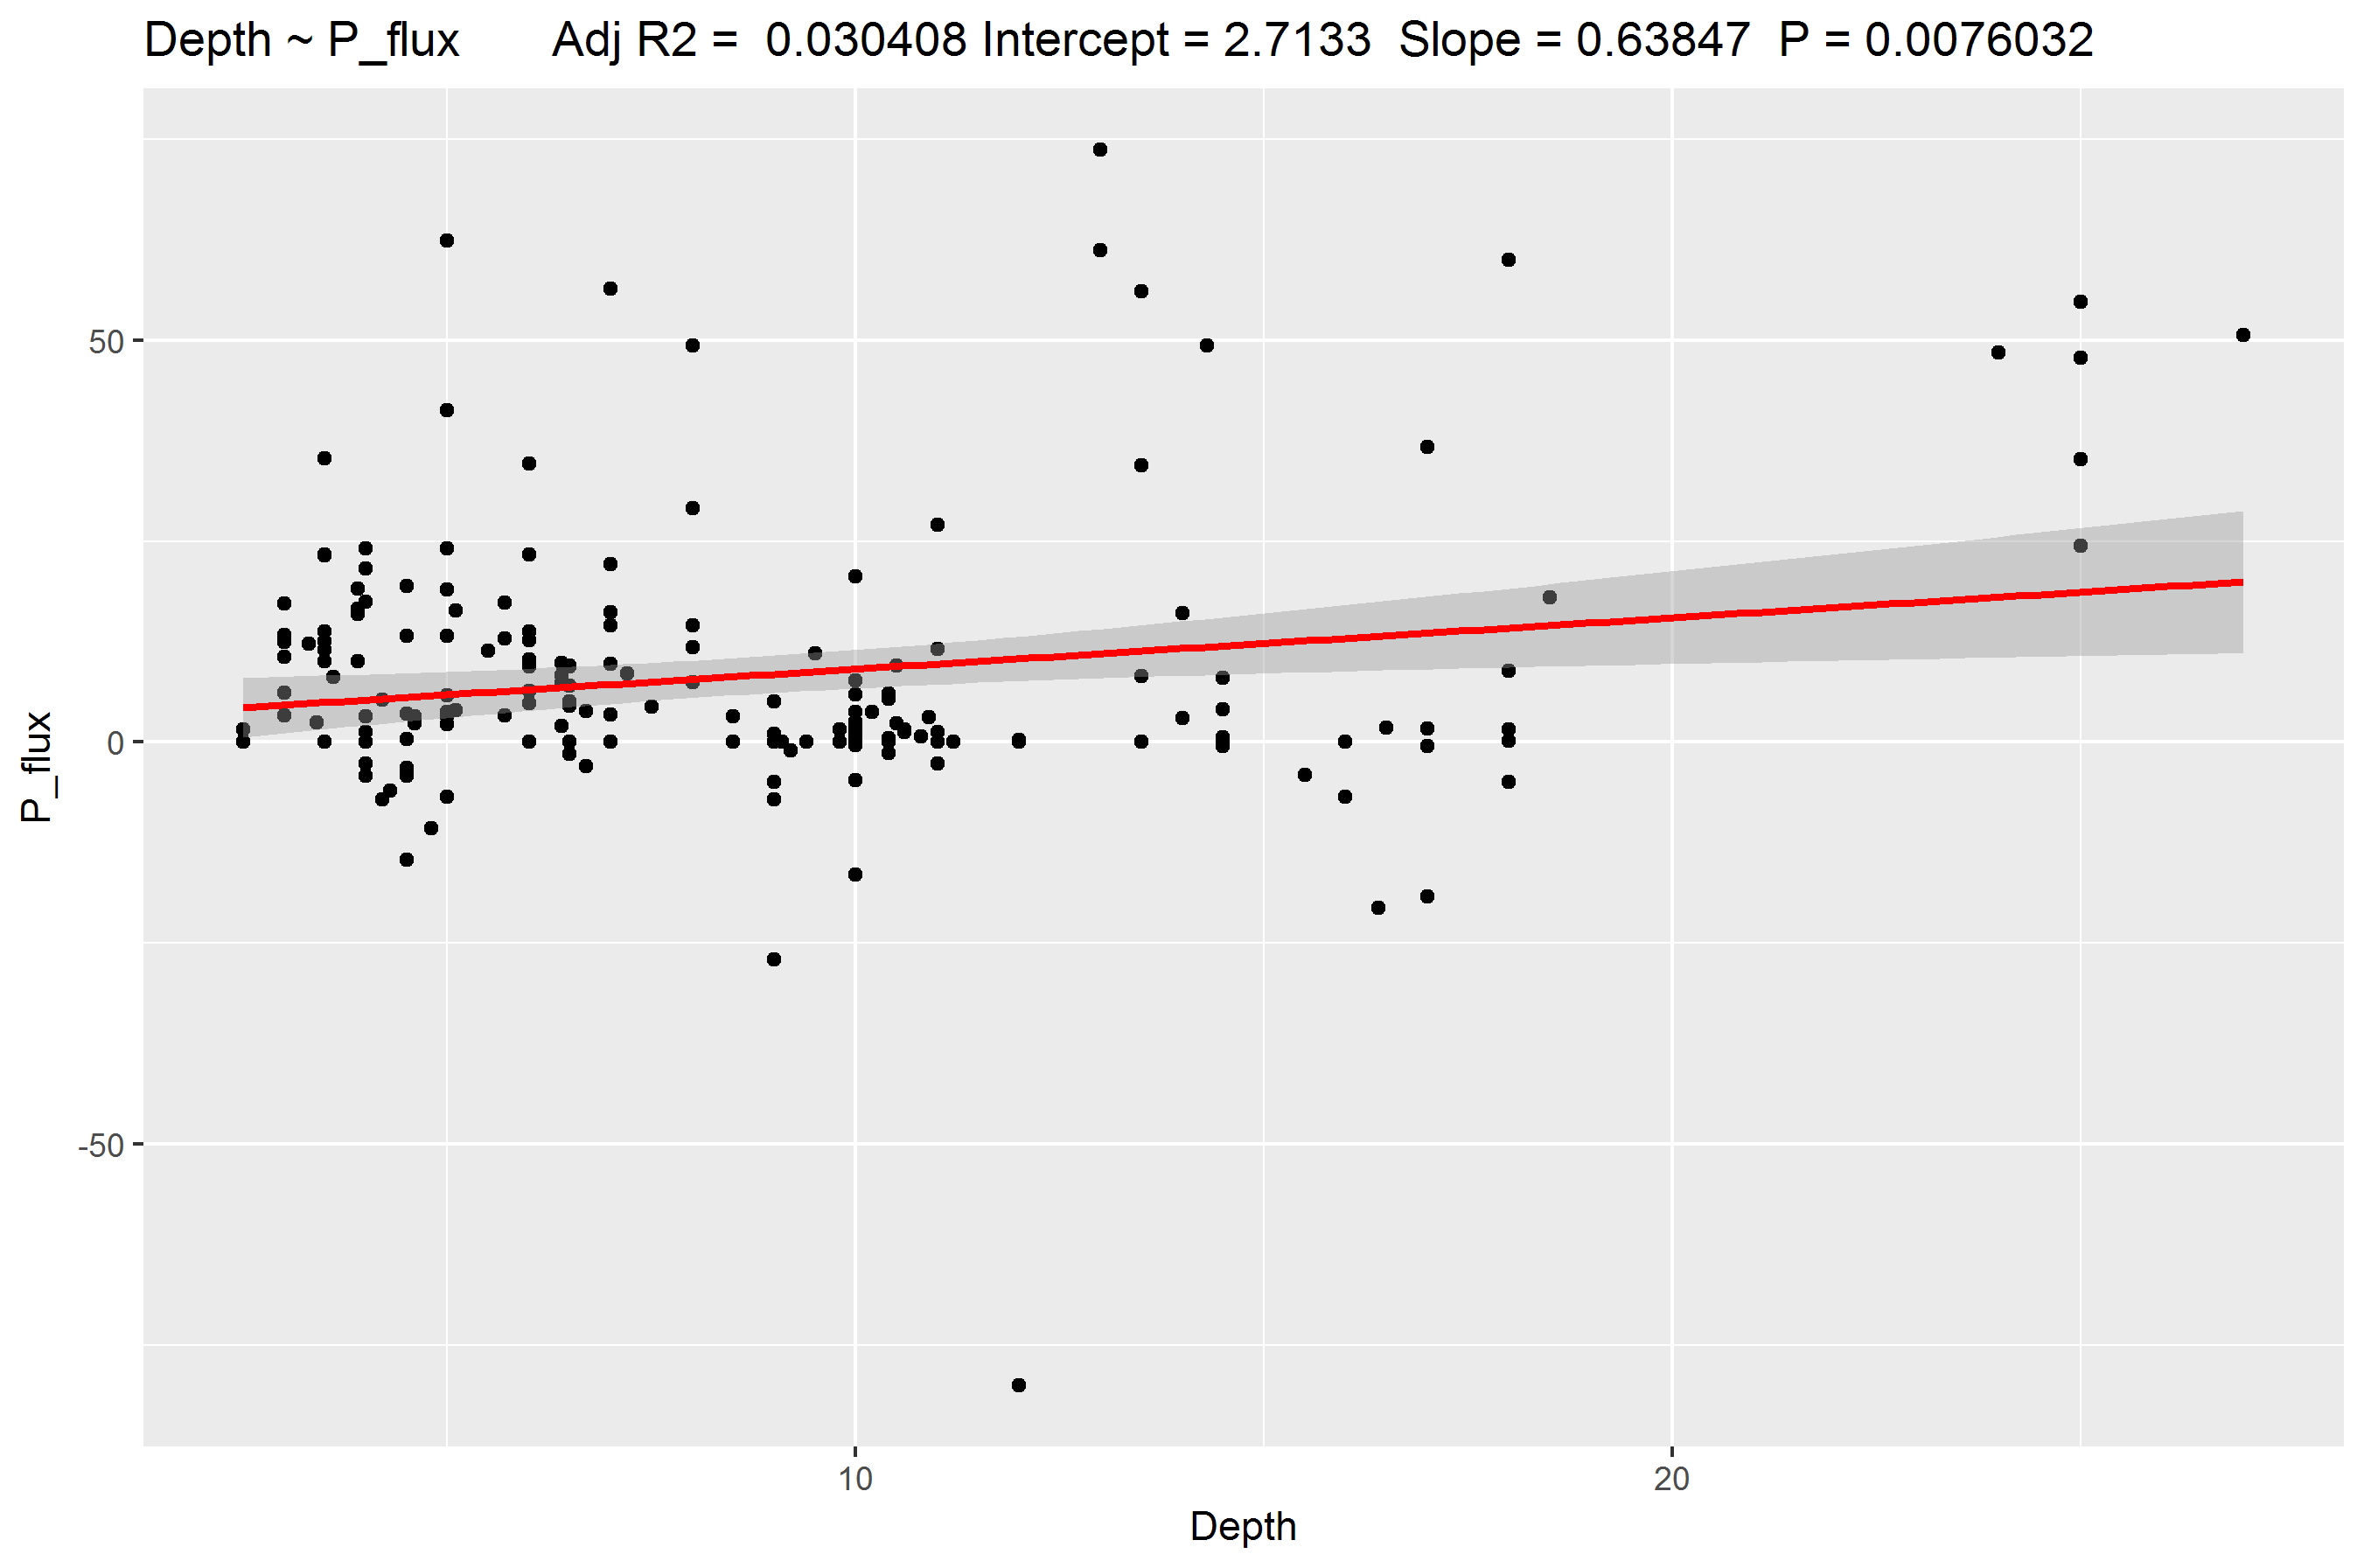 Depth ~ P_flux Adj R2 = 0.030408 Intercept = 2.7133 Slope = 0.63847 P = 0.0076032
50
0
-50
P_flux
10 20
Depth